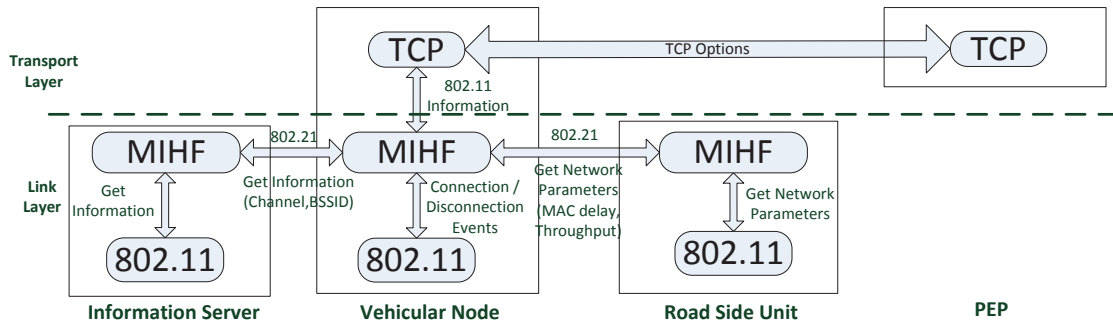 Transport
Layer
TCP
TCP Options
TCP
802.11
Information
802.21
802.21
MIHF
MIHF
MIHF
Link
Layer
Get
Information
Get Information
(Channel,BSSID)
Connection /
Disconnection
Events
Get Network
Parameters
(MAC delay,
Throughput)
Get Network
Parameters
802.11
802.11
802.11
Information Server
Vehicular Node
Road Side Unit
PEP